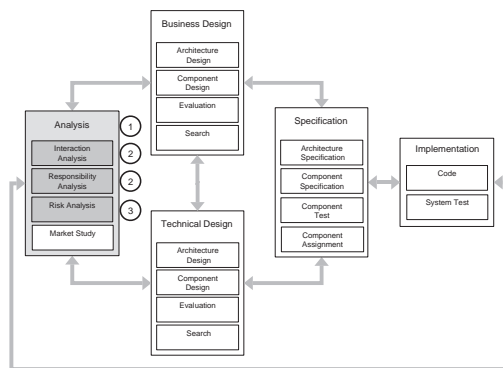 Business Design
Architecture
Design
Component
Design
Evaluation
Search
Analysis
1
Interaction
Analysis
2
Responsibility
Analysis
2
Risk Analysis
3
Market Study
Technical Design
Architecture
Design
Component
Design
Evaluation
Search
Specification
Architecture
Specification
Component
Specification
Component
Test
Component
Assignment
Implementation
Code
System Test